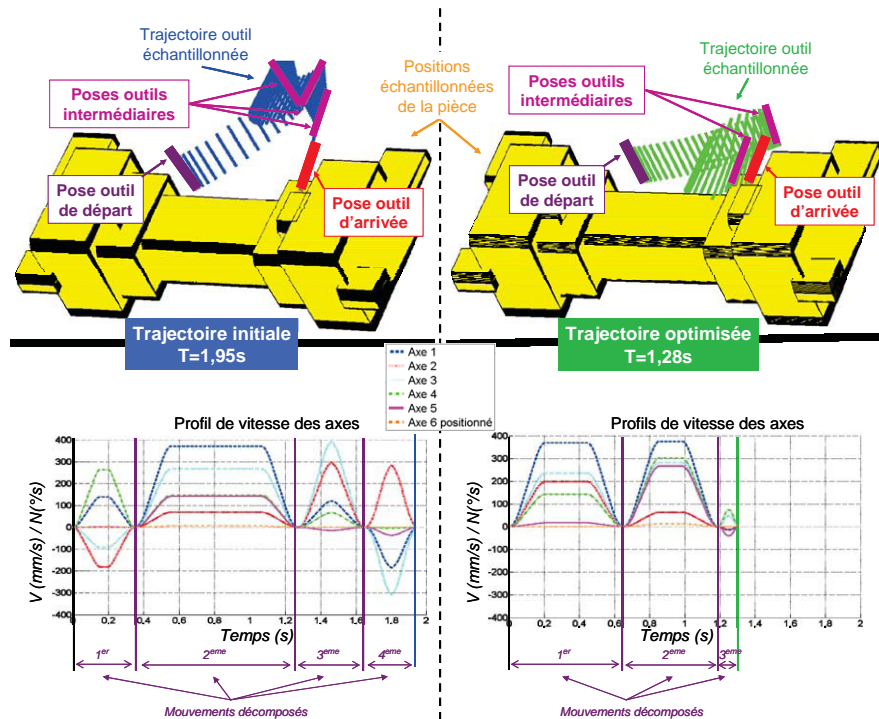 Trajectoire outil
échantillonnée
Poses outils
intermédiaires
Pose outil
de départ
Pose outil
d'arrivée
Positions
échantillonnées
de la pièce
Trajectoire outil
échantillonnée
Poses outils
intermédiaires
Pose outil
de départ
Pose outil
d'arrivée
Trajectoire initiale
T=1,95s
Trajectoire optimisée
T=1,28s
Axe 1
Axe 2
Axe 3
Axe 4
Axe 5
Axe 6 positionné
Profil de vitesse des axes
V (mm/s) / N(°/s)
400
300
200
100
0
-100
-200
-300
-400
0 0.2 0.4 0.6 0.8 1 1.2 1.4 1.6 1.8 2
Temps (s)
1er 2eme 3eme 4eme
Mouvements décomposés
Profils de vitesse des axes
V (mm/s) / N(°/s)
400
300
200
100
0
-100
-200
-300
-400
0 0.2 0.4 0.6 0.8 1 1.2 1.4 1.6 1.8 2
Temps (s)
1er 2eme 3eme
Mouvements décomposés